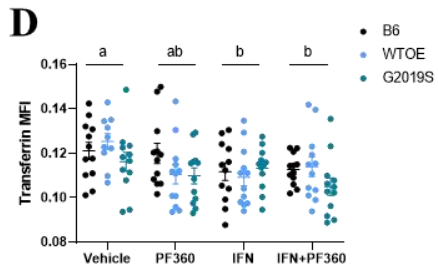 D
B6
WTOE
G2019S
a ab b b
Transferrin MFI
0.16
0.14
0.12
0.10
0.08
Vehicle PF360 IFN IFN+PF360